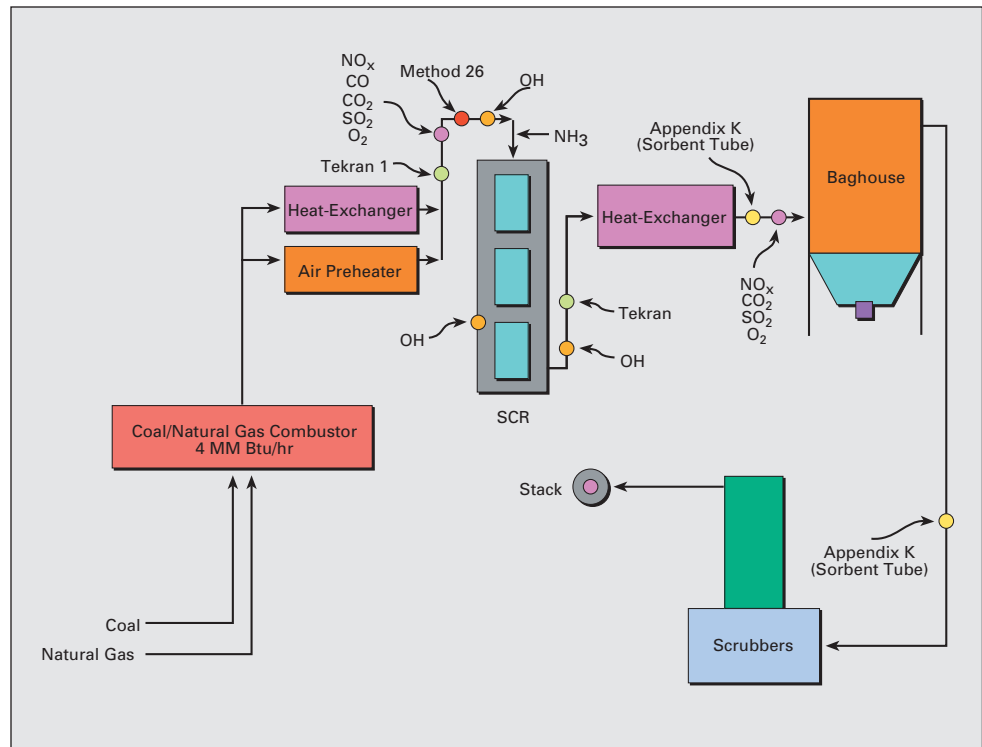 NOₓ
CO
CO₂
SO₂
O₂
Method 26
OH
NH₃
Tekran 1
Heat-Exchanger
Air Preheater
Appendix K
(Sorbent Tube)
Baghouse
Heat-Exchanger
NOₓ
CO₂
SO₂
O₂
Tekran
OH
OH
SCR
Coal/Natural Gas Combustor
4 MM Btu/hr
Stack
Appendix K
(Sorbent Tube)
Scrubbers
Coal
Natural Gas